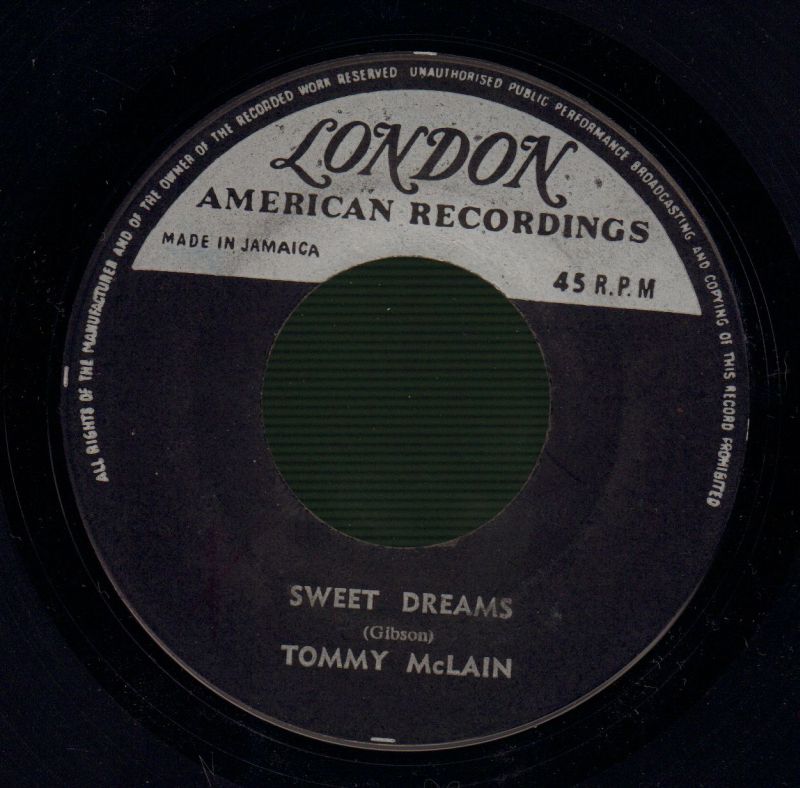 ALL RIGHTS OF THE MANUFACTURER AND OF THE OWNER OF THE RECORDED WORK RESERVED UNAUTHORISED PUBLIC PERFORMANCE BROADCASTING AND COPYING OF THIS RECORD PROHIBITED
LONDON
AMERICAN RECORDINGS
MADE IN JAMAICA
45 R.P.M
SWEET DREAMS
(Gibson)
TOMMY McLAIN